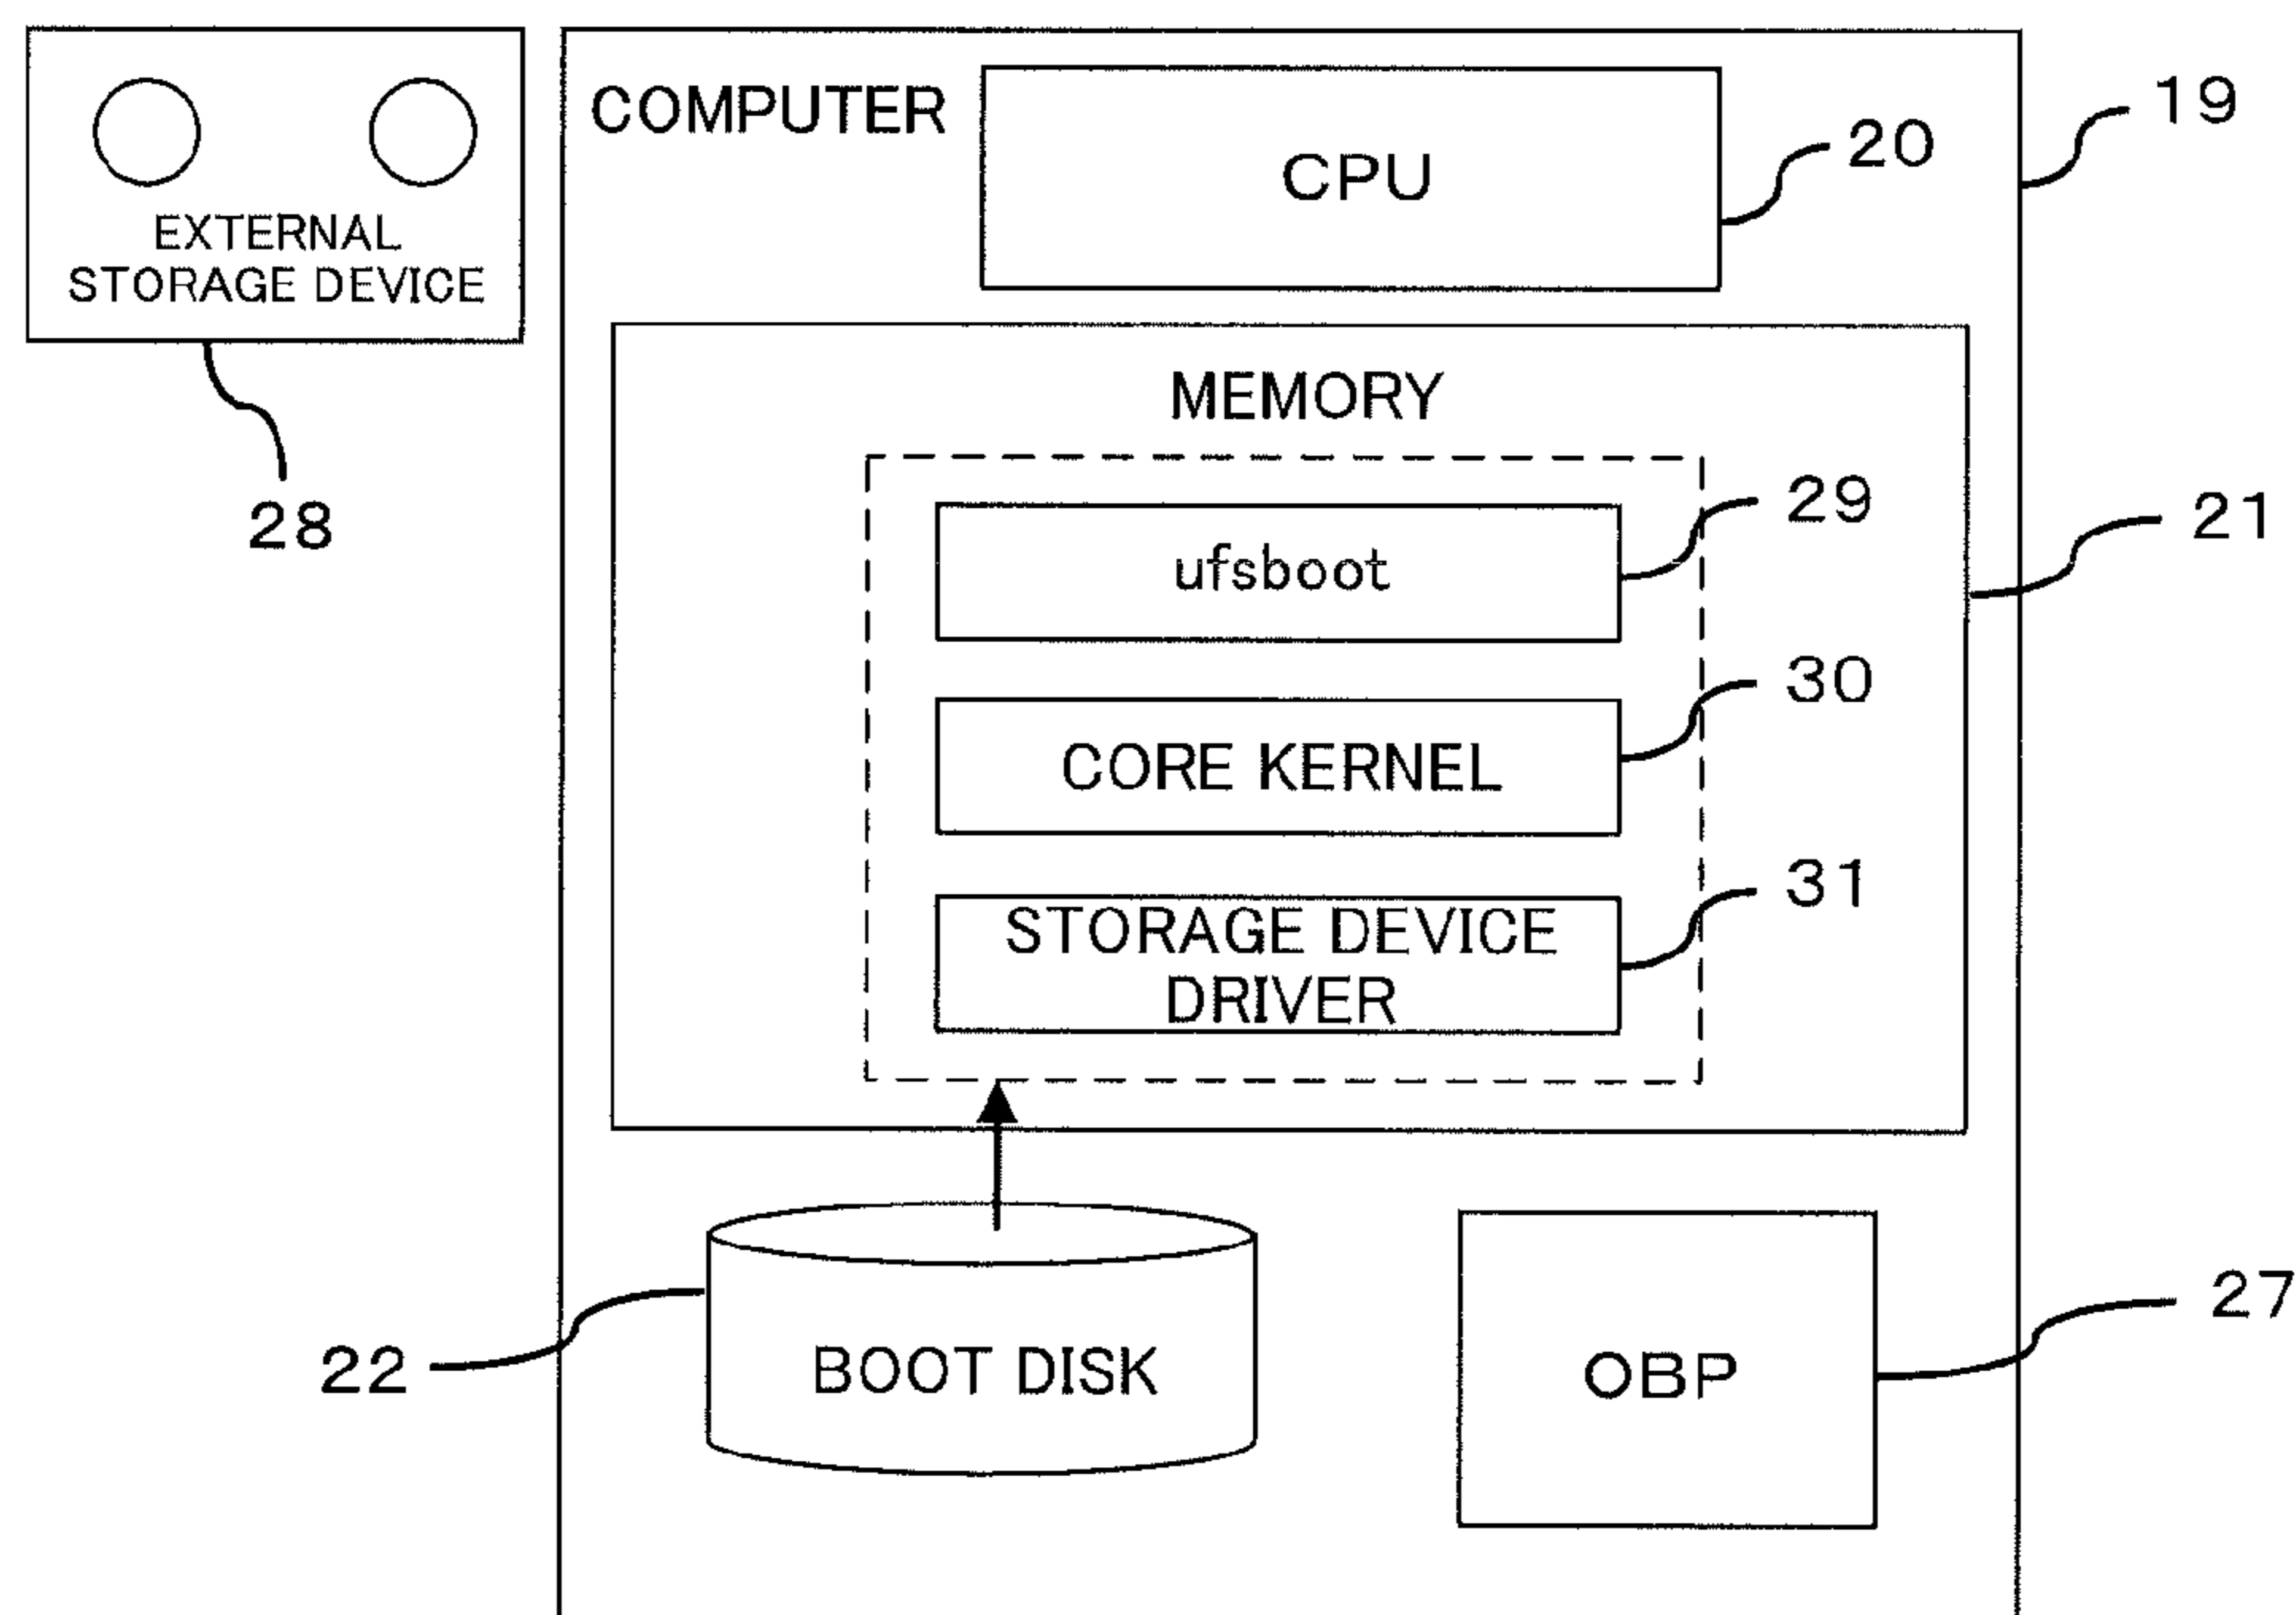 COMPUTER
CPU
19
20
EXTERNAL
STORAGE DEVICE
28
MEMORY
21
ufsboot
29
CORE KERNEL
30
STORAGE DEVICE
DRIVER
31
BOOT DISK
22
OBP
27